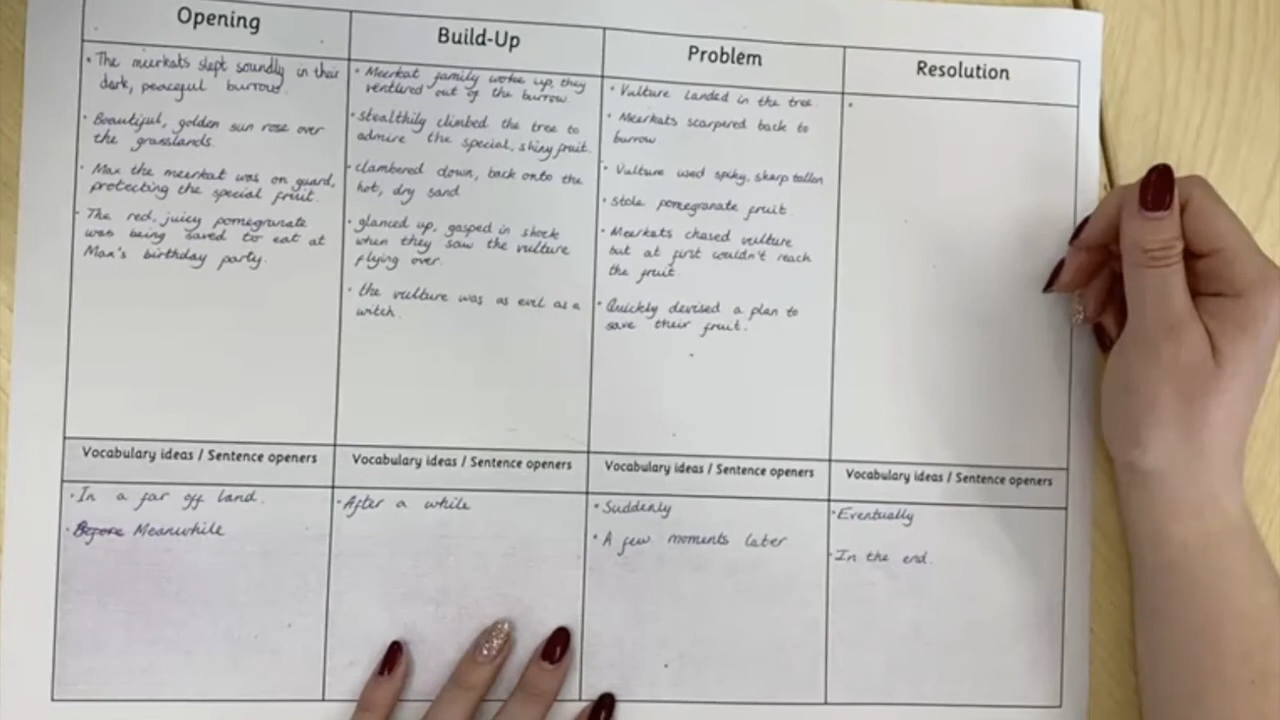 Opening
• The meerkats slept soundly in their
dark, peaceful burrow.
• Beautiful, golden sun rose over
the grasslands.
• Max the meerkat was on guard,
protecting the special fruit.
• The red, juicy pomegranate
was being saved to eat at
Max's birthday party.
Build-Up
• Meerkat family woke up, they
ventured out of the burrow.
• stealthily climbed the tree to
admire the special, shiny fruit.
• clambered down, back onto the
hot, dry sand
• glanced up, gasped in shock
when they saw the vulture
flying over.
• the vulture was as evil as a
witch.
Problem
• Vulture landed in the tree
• Meerkats scarpered back to
burrow
• Vulture used spiky, sharp tallon
• stole pomegranate fruit.
• Meerkats chased vulture
but at first couldn't reach
the fruit
• Quickly devised a plan to
save their fruit.
Resolution
•
Vocabulary ideas / Sentence openers
• In a far off land.
• Before Meanwhile
Vocabulary ideas / Sentence openers
• After a while
Vocabulary ideas / Sentence openers
• Suddenly
• A few moments later
Vocabulary ideas / Sentence openers
• Eventually
• In the end.